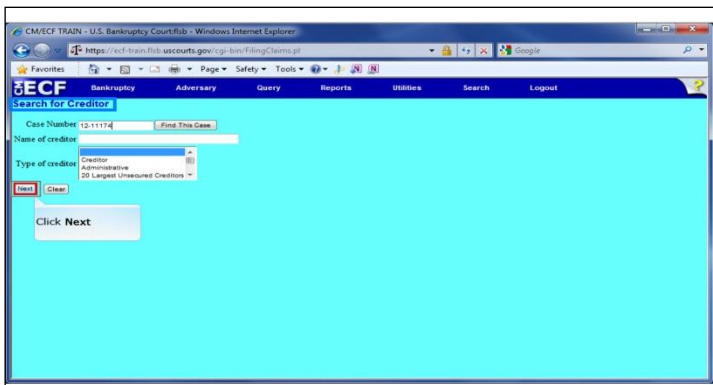 CM/ECF TRAIN - U.S. Bankruptcy Court:flsb - Windows Internet Explorer
https://ecf-train.flsb.uscourts.gov/cgi-bin/FilingClaims.pl
Google
Favorites Page Safety Tools
ECF Bankruptcy Adversary Query Reports Utilities Search Logout ?
Search for Creditor
Case Number 12-11174 Find This Case
Name of creditor
Type of creditor
Creditor
Administrative
20 Largest Unsecured Creditors
Next Clear
Click Next